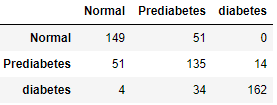 Normal Prediabetes diabetes
Normal 149 51 0
Prediabetes 51 135 14
diabetes 4 34 162